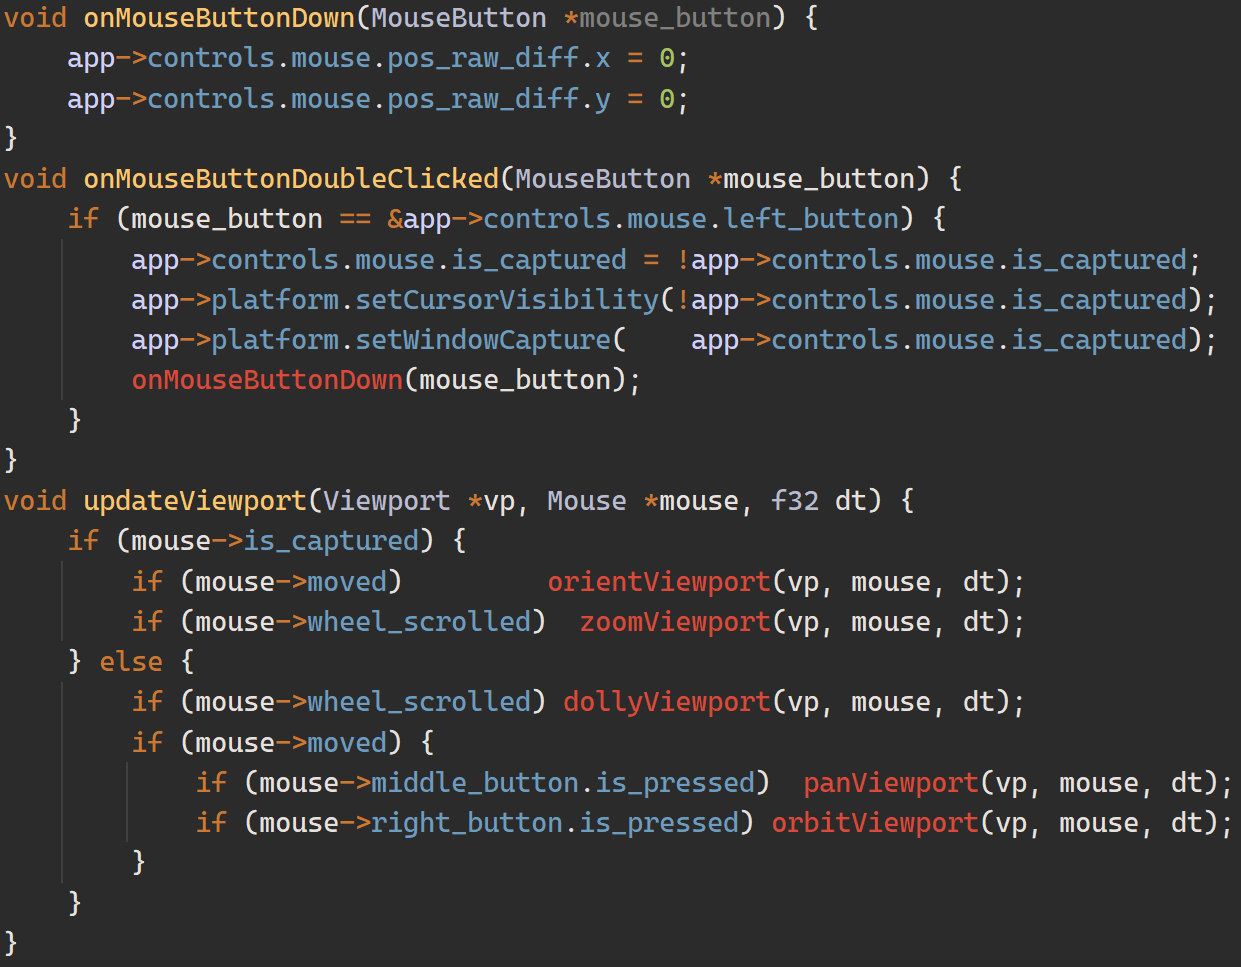 void onMouseButtonDown(MouseButton *mouse_button) {
    app->controls.mouse.pos_raw_diff.x = 0;
    app->controls.mouse.pos_raw_diff.y = 0;
}
void onMouseButtonDoubleClicked(MouseButton *mouse_button) {
    if (mouse_button == &app->controls.mouse.left_button) {
        app->controls.mouse.is_captured = !app->controls.mouse.is_captured;
        app->platform.setCursorVisibility(!app->controls.mouse.is_captured);
        app->platform.setWindowCapture(    app->controls.mouse.is_captured);
        onMouseButtonDown(mouse_button);
    }
}
void updateViewport(Viewport *vp, Mouse *mouse, f32 dt) {
    if (mouse->is_captured) {
        if (mouse->moved)         orientViewport(vp, mouse, dt);
        if (mouse->wheel_scrolled)  zoomViewport(vp, mouse, dt);
    } else {
        if (mouse->wheel_scrolled) dollyViewport(vp, mouse, dt);
        if (mouse->moved) {
            if (mouse->middle_button.is_pressed)  panViewport(vp, mouse, dt);
            if (mouse->right_button.is_pressed) orbitViewport(vp, mouse, dt);
        }
    }
}